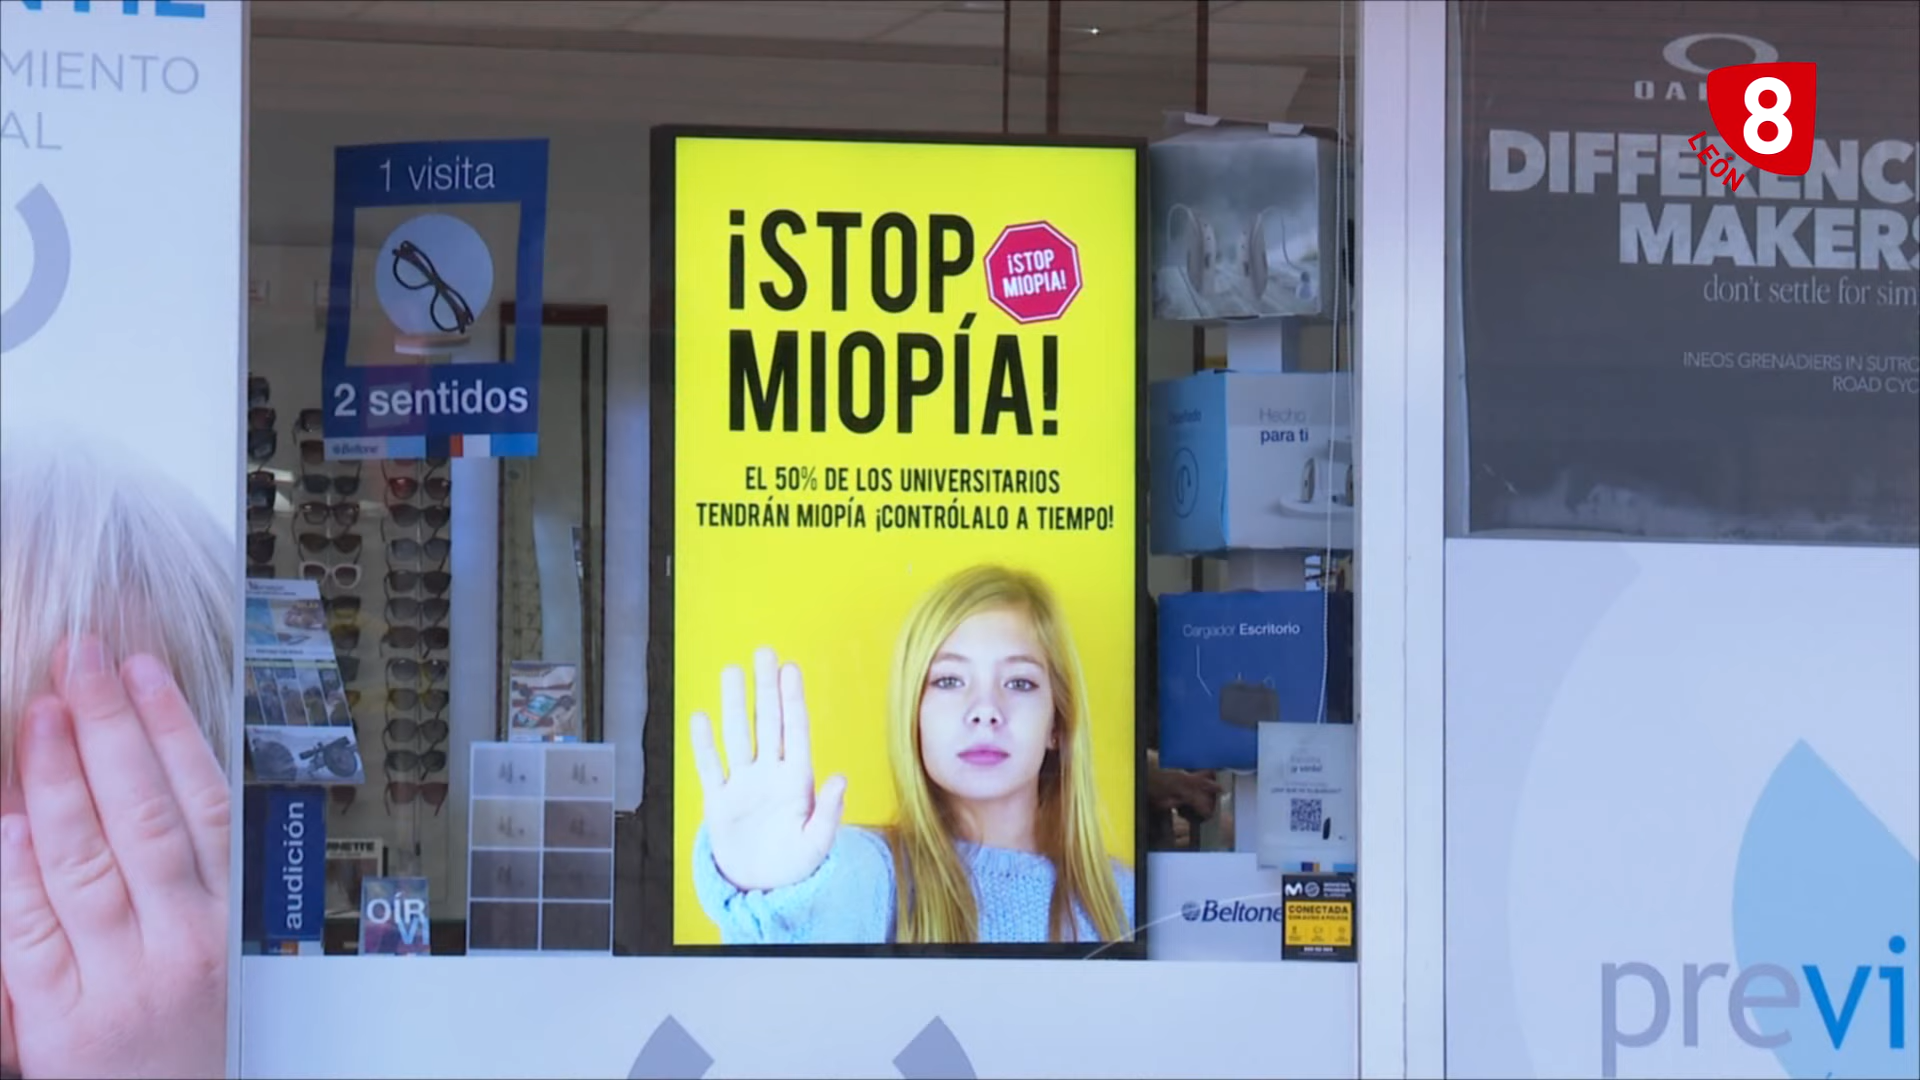 MIENTO
AL
1 visita
2 sentidos
Beltone
audición
OÍR
¡STOP
MIOPÍA!
¡STOP
MIOPIA!
EL 50% DE LOS UNIVERSITARIOS
TENDRÁN MIOPÍA ¡CONTRÓLALO A TIEMPO!
Hecho
para ti
Cargador Escritorio
Beltone
CONECTADA
OA
DIFFERENC
MAKERS
don't settle for sim
INEOS GRENADIERS IN SUTRO
ROAD CYC
8
LEÓN
previ